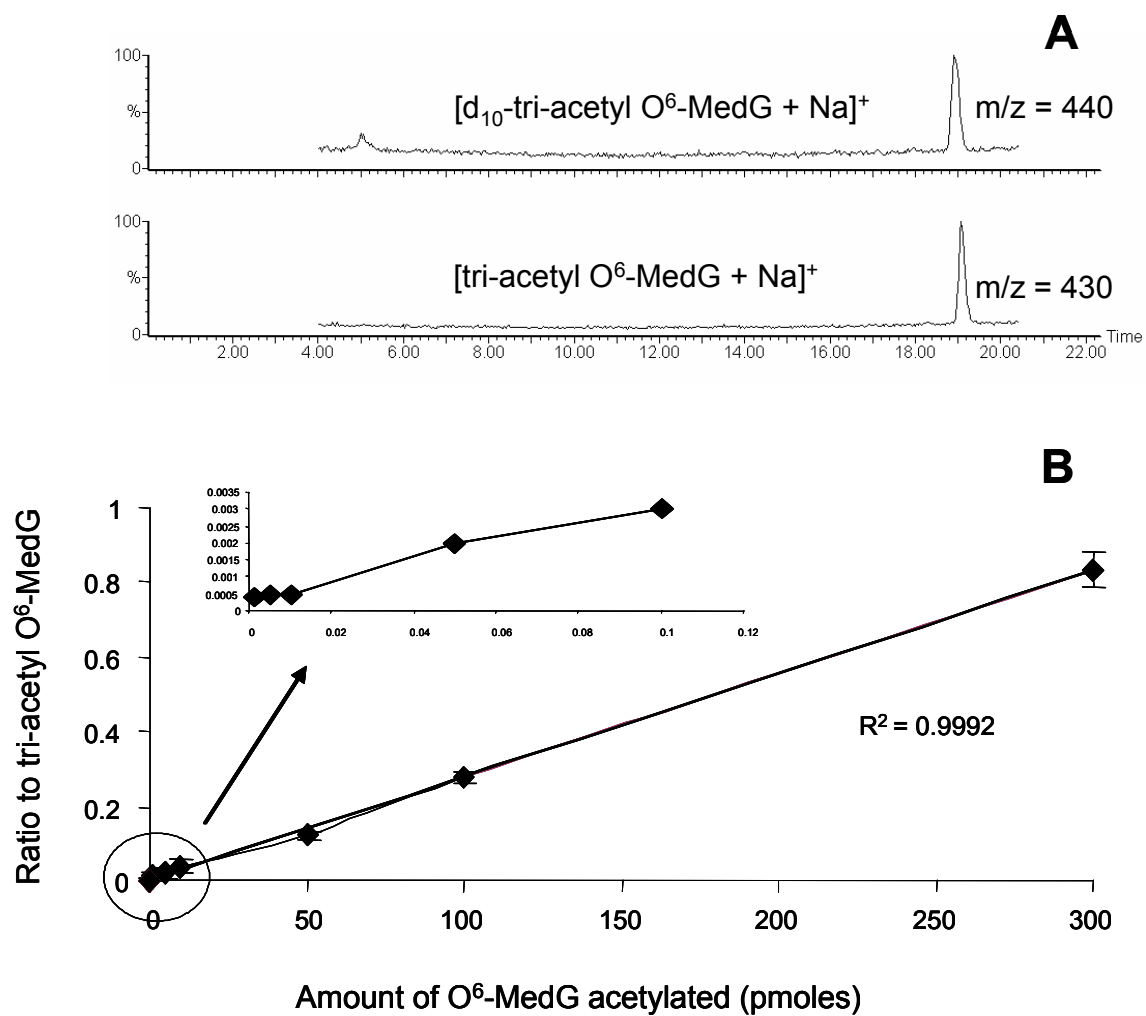 A
100
%
0
[d₁₀-tri-acetyl O⁶-MedG + Na]⁺
m/z = 440
100
%
0
[tri-acetyl O⁶-MedG + Na]⁺
m/z = 430
2.00 4.00 6.00 8.00 10.00 12.00 14.00 16.00 18.00 20.00 22.00 Time
B
Ratio to tri-acetyl O⁶-MedG
1
0.8
0.6
0.4
0.2
0
0.0035
0.003
0.0025
0.002
0.0015
0.001
0.0005
0
0 0.02 0.04 0.06 0.08 0.1 0.12
R² = 0.9992
0 50 100 150 200 250 300
Amount of O⁶-MedG acetylated (pmoles)